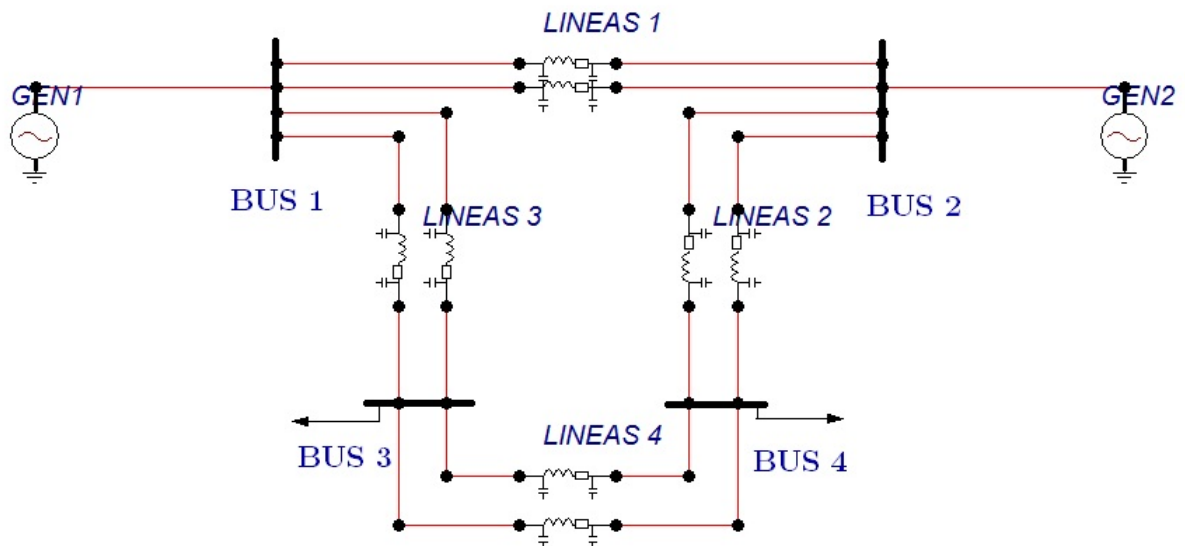 LINEAS 1
GEN1
GEN2
BUS 1
BUS 2
LINEAS 3
LINEAS 2
LINEAS 4
BUS 3
BUS 4